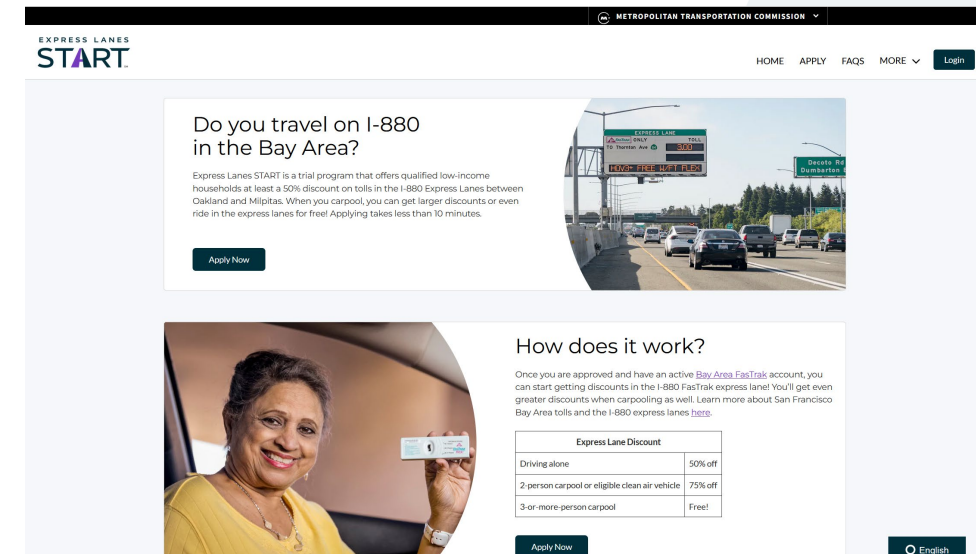 METROPOLITAN TRANSPORTATION COMMISSION
EXPRESS LANES
START
HOME APPLY FAQS MORE Login
Do you travel on I-880
in the Bay Area?
Express Lanes START is a trial program that offers qualified low-income
households at least a 50% discount on tolls in the I-880 Express Lanes between
Oakland and Milpitas. When you carpool, you can get larger discounts or even
ride in the express lanes for free! Applying takes less than 10 minutes.
Apply Now
EXPRESS LANE
ONLY TOLL
TO Thornton Ave 3.00
HOV3+ FREE W/FT FLEX
Decoto Rd
Dumbarton
How does it work?
Once you are approved and have an active Bay Area FasTrak account, you
can start getting discounts in the I-880 FasTrak express lane! You'll get even
greater discounts when carpooling as well. Learn more about San Francisco
Bay Area tolls and the I-880 express lanes here.
Express Lane Discount
Driving alone 50% off
2-person carpool or eligible clean air vehicle 75% off
3-or-more-person carpool Free!
Apply Now
English